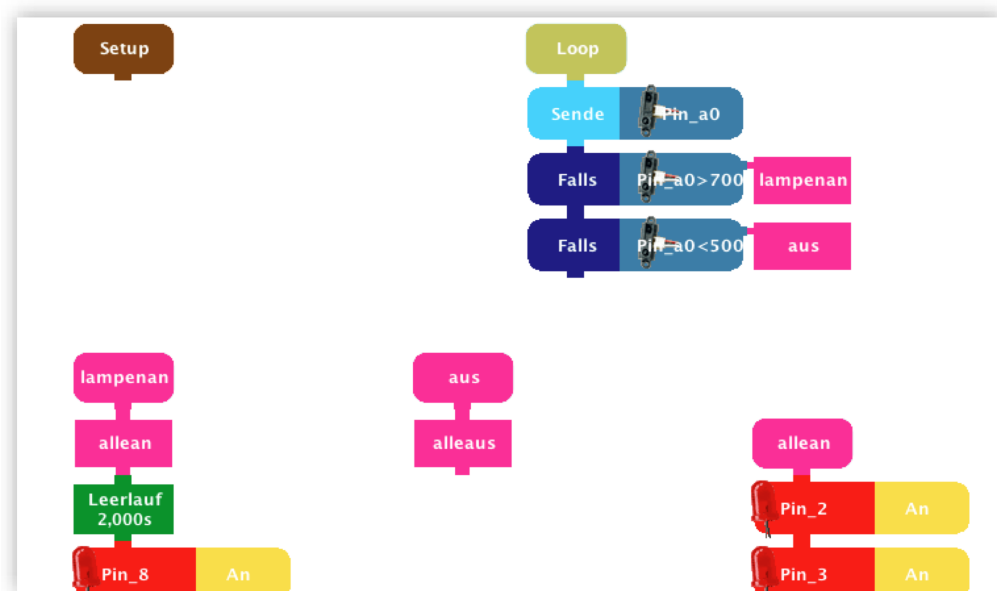 Setup
Loop
Sende Pin_a0
Falls Pin_a0>700 lampenan
Falls Pin_a0<500 aus
lampenan
aus
allean
alleaus
allean
Leerlauf
2,000s
Pin_2 An
Pin_8 An
Pin_3 An